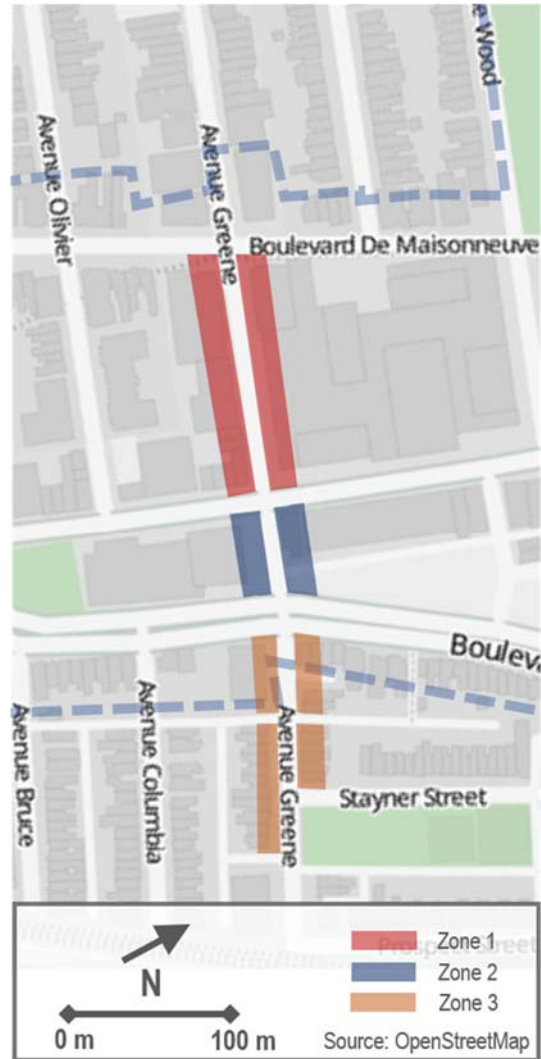 e Wood
Avenue Greene
Avenue Olivier
Boulevard De Maisonneuve
Bouleva
Avenue Bruce
Avenue Columbia
Avenue Greene
Stayner Street
Prospect Street
N
0 m
100 m
Zone 1
Zone 2
Zone 3
Source: OpenStreetMap